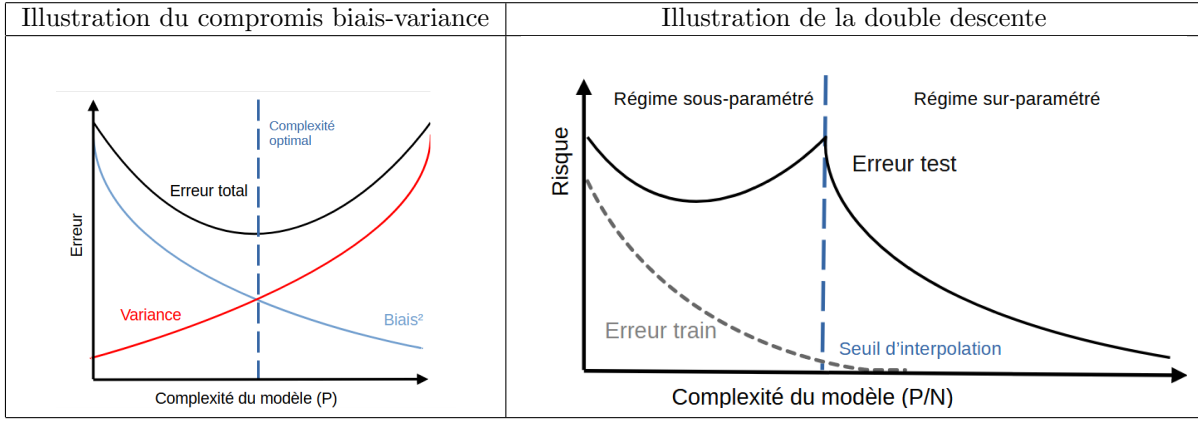 Illustration du compromis biais-variance
Illustration de la double descente
Complexité
optimal
Erreur total
Erreur
Variance
Biais²
Complexité du modèle (P)
Régime sous-paramétré
Régime sur-paramétré
Risque
Erreur test
Erreur train
Seuil d'interpolation
Complexité du modèle (P/N)